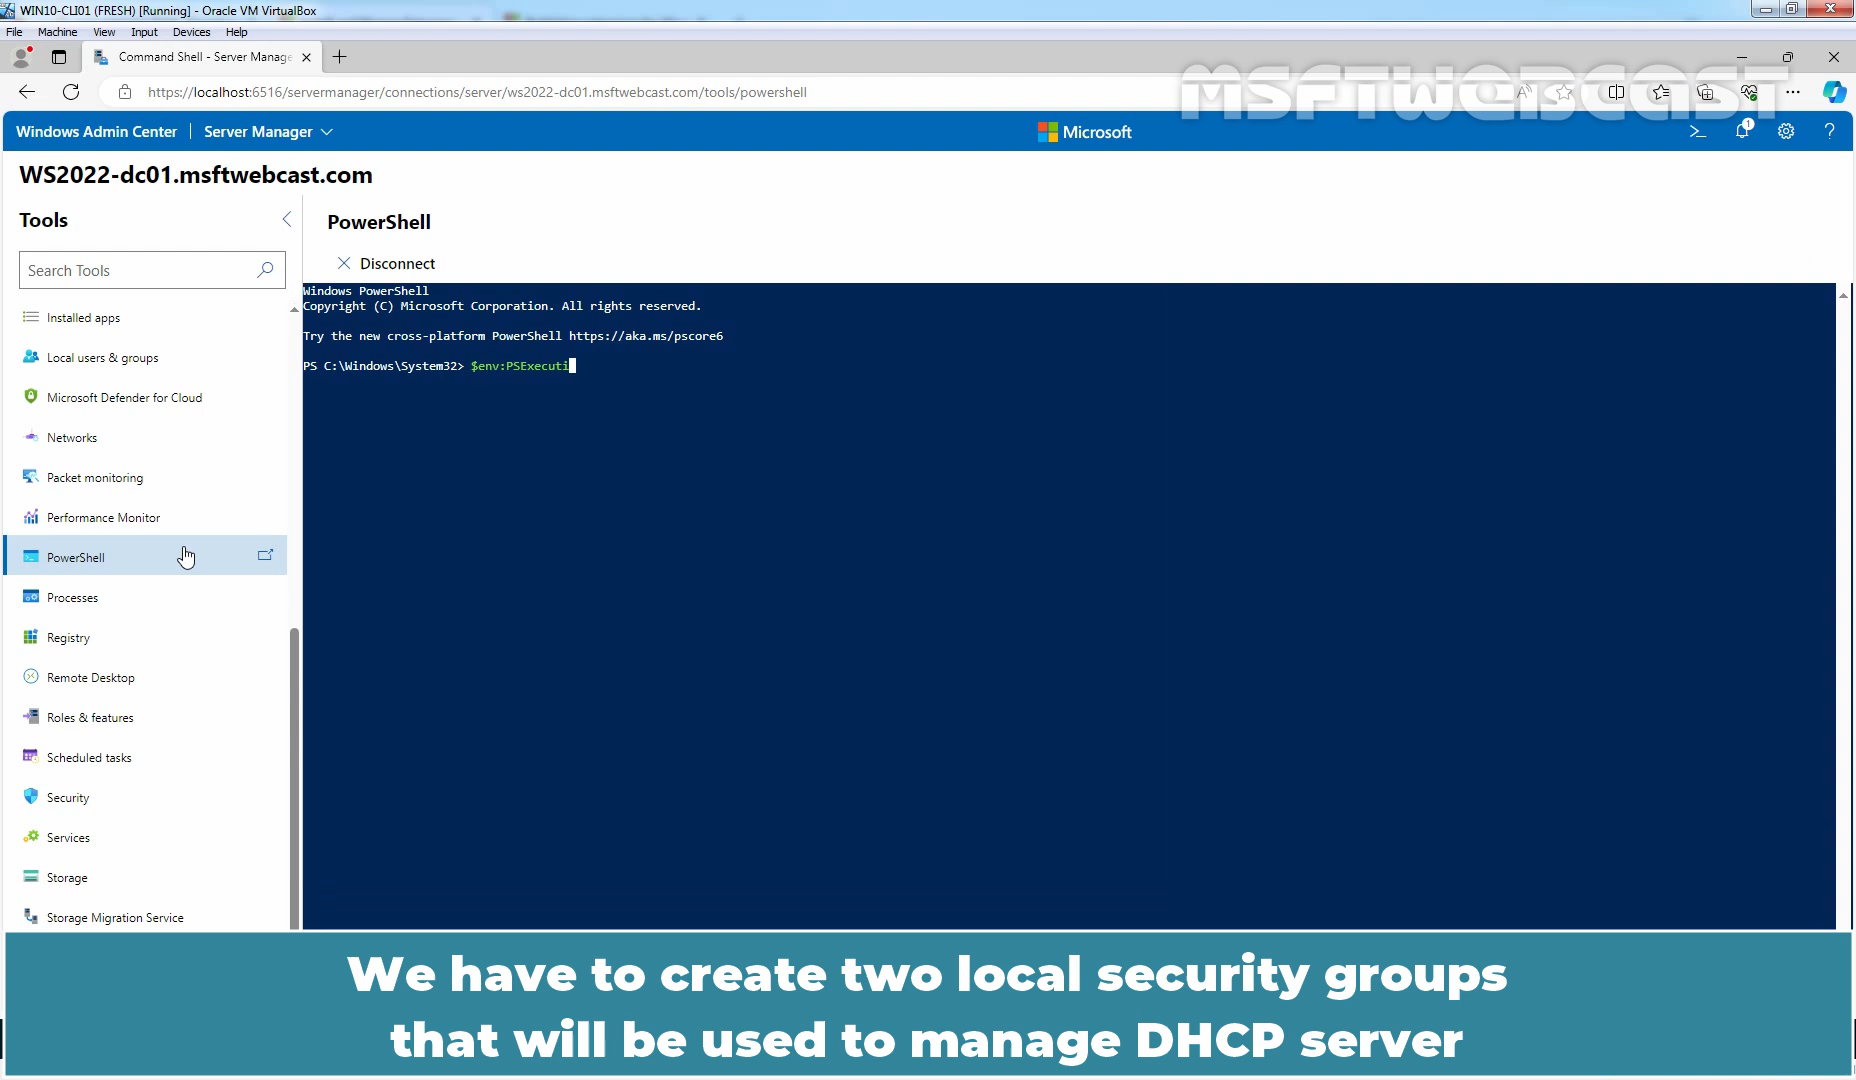 WIN10-CLI01 (FRESH) [Running] - Oracle VM VirtualBox
File Machine View Input Devices Help
Command Shell - Server Manage
https://localhost:6516/servermanager/connections/server/ws2022-dc01.msftwebcast.com/tools/powershell
MSFTWEBCAST
Windows Admin Center | Server Manager
Microsoft
1
?
WS2022-dc01.msftwebcast.com
Tools
Search Tools
Installed apps
Local users & groups
Microsoft Defender for Cloud
Networks
Packet monitoring
Performance Monitor
PowerShell
Processes
Registry
Remote Desktop
Roles & features
Scheduled tasks
Security
Services
Storage
Storage Migration Service
PowerShell
Disconnect
Windows PowerShell
Copyright (C) Microsoft Corporation. All rights reserved.
Try the new cross-platform PowerShell https://aka.ms/pscore6
PS C:\Windows\System32> $env:PSExecuti
We have to create two local security groups
that will be used to manage DHCP server